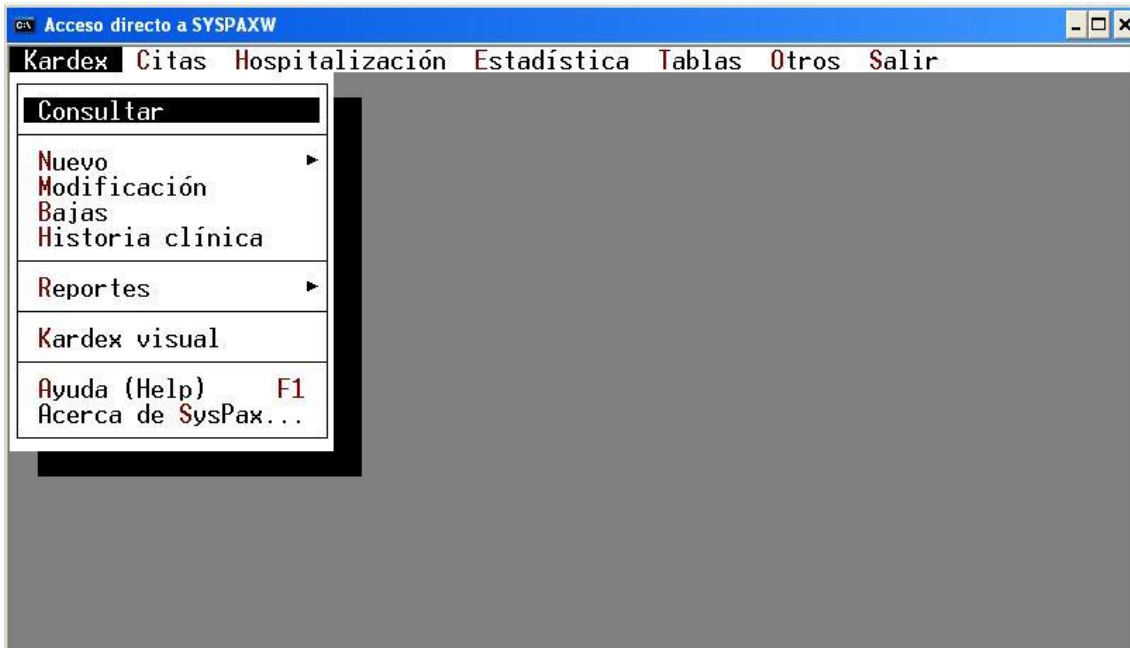 Acceso directo a SYSPAXW
Kardex Citas Hospitalización Estadística Tablas Otros Salir
Consultar
Nuevo
Modificación
Bajas
Historia clínica
Reportes
Kardex visual
Ayuda (Help) F1
Acerca de SysPax...